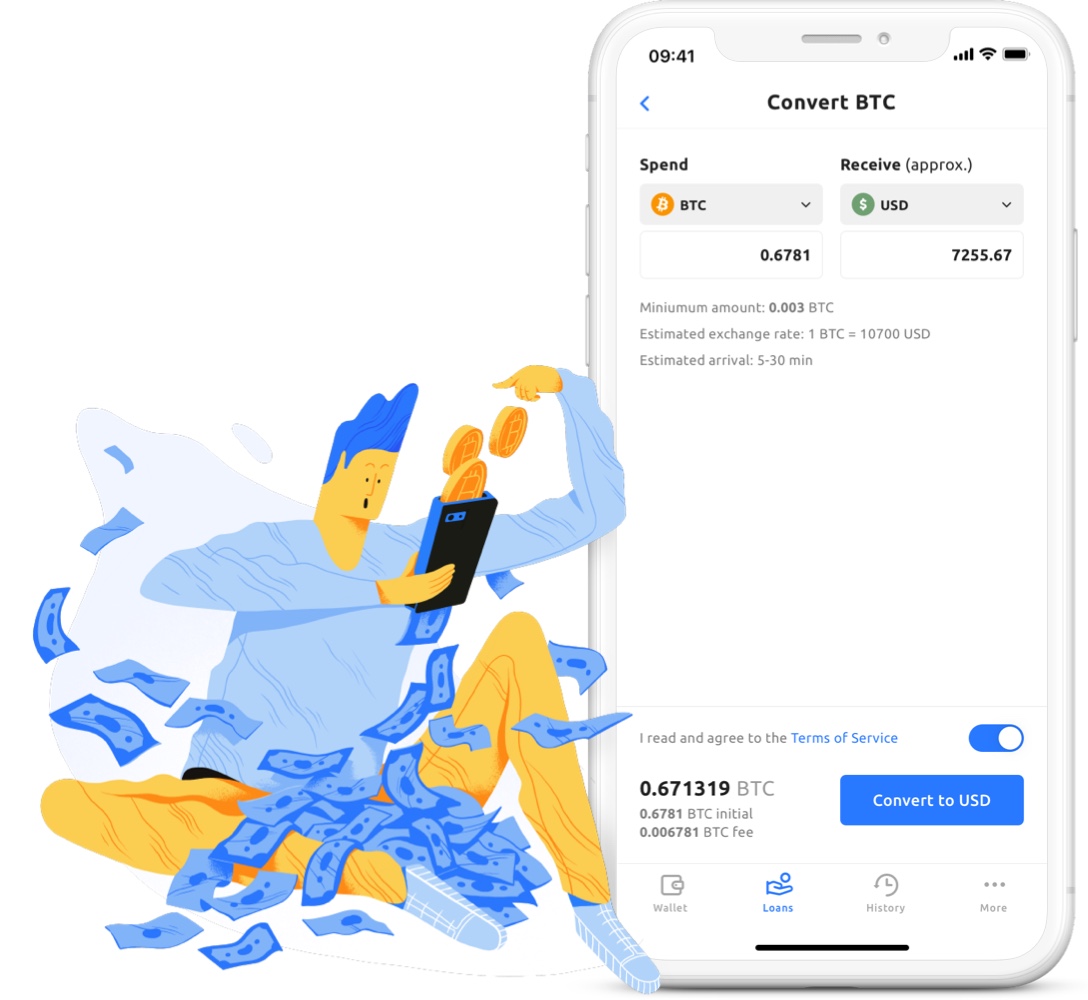 09:41
Convert BTC
Spend
Receive (approx.)
BTC
USD
0.6781
7255.67
Miniumum amount: 0.003 BTC
Estimated exchange rate: 1 BTC = 10700 USD
Estimated arrival: 5-30 min
I read and agree to the Terms of Service
0.671319 BTC
0.6781 BTC initial
0.006781 BTC fee
Convert to USD
Wallet
Loans
History
More